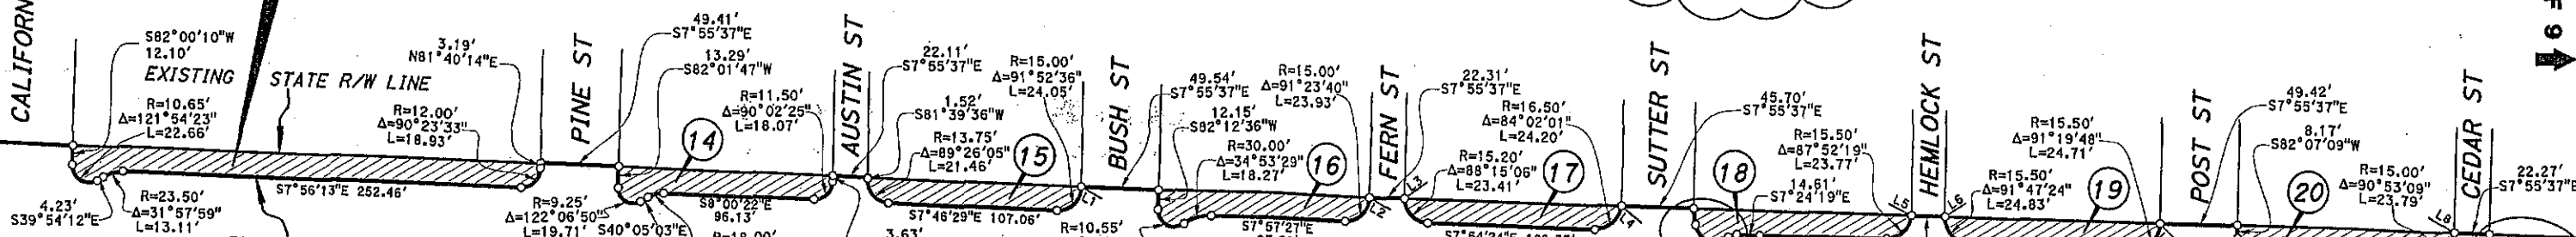 CALIFORN
S82°00'10"W
12.10'
EXISTING STATE R/W LINE
R=10.65'
Δ=121°54'23"
L=22.66'
R=12.00'
Δ=90°23'33"
L=18.93'
3.19'
N81°40'14"E
4.23'
S39°54'12"E
R=23.50'
Δ=31°57'59"
L=13.11'
S7°56'13"E 252.46'
PINE ST
49.41'
S7°55'37"E
13.29'
S82°01'47"W
14
R=11.50'
Δ=90°02'25"
L=18.07'
R=9.25'
Δ=122°06'50"
L=19.71'
S40°05'03"E
S8°00'22"E
96.13'
R=18.00'
AUSTIN ST
22.11'
S7°55'37"E
1.52'
S81°39'36"W
R=13.75'
Δ=89°26'05"
L=21.46'
15
R=15.00'
Δ=91°52'36"
L=24.05'
S7°46'29"E 107.06'
L1
3.63'
BUSH ST
49.54'
S7°55'37"E
12.15'
S82°12'36"W
R=30.00'
Δ=34°53'29"
L=18.27'
16
R=15.00'
Δ=91°23'40"
L=23.93'
R=10.55'
S7°57'27"E
L2
FERN ST
L3
22.31'
S7°55'37"E
R=16.50'
Δ=84°02'01"
L=24.20'
R=15.20'
Δ=88°15'06"
L=23.41'
17
L4
SUTTER ST
45.70'
S7°55'37"E
18
14.61'
S7°24'19"E
R=15.50'
Δ=87°52'19"
L=23.77'
L5
HEMLOCK ST
L6
R=15.50'
Δ=91°47'24"
L=24.83'
R=15.50'
Δ=91°19'48"
L=24.71'
19
POST ST
49.42'
S7°55'37"E
8.17'
S82°07'09"W
20
R=15.00'
Δ=90°53'09"
L=23.79'
L8
CEDAR ST
22.27'
S7°55'37"E
F 6